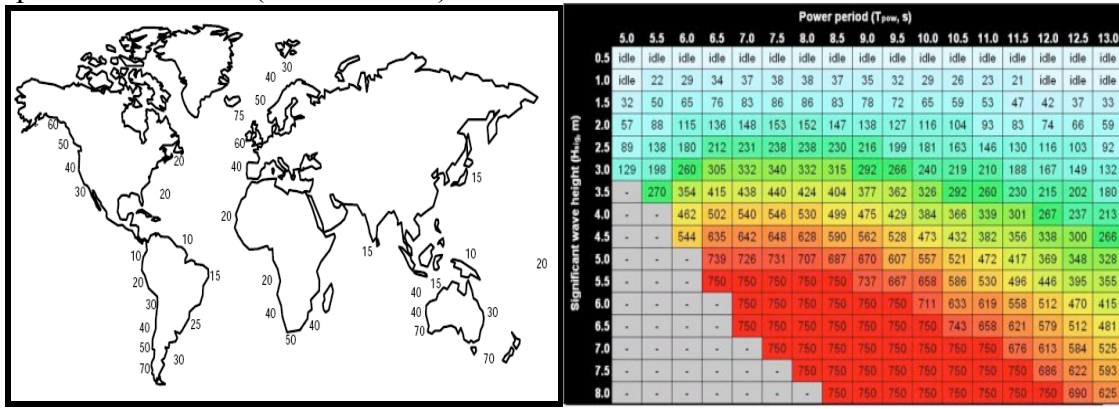 30
40
50
75
60
60
50
40
40
20
30
15
20
20
10
15
10
10
20
15
20
20
15
30
40
25
40
40
30
40
50
50
30
70
70
70
Power period (Tpow, s)
5.0 5.5 6.0 6.5 7.0 7.5 8.0 8.5 9.0 9.5 10.0 10.5 11.0 11.5 12.0 12.5 13.0
Significant wave height (Hsig, m)
0.5 idle idle idle idle idle idle idle idle idle idle idle idle idle idle idle idle idle
1.0 idle 22 29 34 37 38 38 37 35 32 29 26 23 21 idle idle idle
1.5 32 50 65 76 83 86 86 83 78 72 65 59 53 47 42 37 33
2.0 57 88 115 136 148 153 152 147 138 127 116 104 93 83 74 66 59
2.5 89 138 180 212 231 238 238 230 216 199 181 163 146 130 116 103 92
3.0 129 198 260 305 332 340 332 315 292 266 240 219 210 188 167 149 132
3.5 - 270 354 415 438 440 424 404 377 362 326 292 260 230 215 202 180
4.0 - - 462 502 540 546 530 499 475 429 384 366 339 301 267 237 213
4.5 - - 544 635 642 648 628 590 562 528 473 432 382 356 338 300 266
5.0 - - - 739 726 731 707 687 670 607 557 521 472 417 369 348 328
5.5 - - - 750 750 750 750 750 737 667 658 586 530 496 446 395 355
6.0 - - - - 750 750 750 750 750 750 711 633 619 558 512 470 415
6.5 - - - - 750 750 750 750 750 750 750 743 658 621 579 512 481
7.0 - - - - - 750 750 750 750 750 750 750 750 676 613 584 525
7.5 - - - - - - 750 750 750 750 750 750 750 750 686 622 593
8.0 - - - - - - - 750 750 750 750 750 750 750 750 690 625